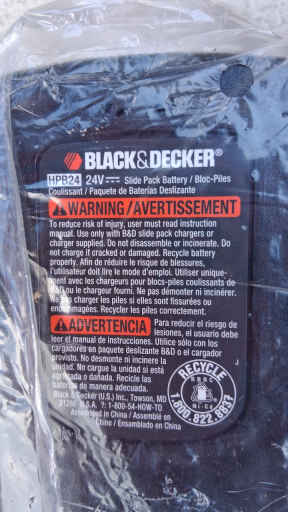 BLACK&DECKER®
HPB24 24V⎓ Slide Pack Battery / Bloc-Piles
Coulissant / Paquete de Baterías Deslizante
WARNING/AVERTISSEMENT
To reduce risk of injury, user must read instruction
manual. Use only with B&D slide pack chargers or
charger supplied. Do not disassemble or incinerate. Do
not charge if cracked or damaged. Recycle battery
properly. Afin de réduire le risque de blessures,
l'utilisateur doit lire le mode d'emploi. Utiliser unique-
ment avec les chargeurs pour blocs-piles coulissants de
ou le chargeur fourni. Ne pas démonter ni incinérer.
Ne pas charger les piles si elles sont fissurées ou
endommagées. Recycler les piles correctement.
ADVERTENCIA Para reducir el riesgo de
lesiones, el usuario debe
leer el manual de instrucciones. Utilice sólo con los
cargadores en paquete deslizante B&D o el cargador
provisto. No desmonte ni incinere la
unidad. No cargue la unidad si está
agrietada o dañada. Recicle las
baterías de manera adecuada.
Black & Decker (U.S.) Inc., Towson, MD
21286 U.S.A. ?: 1-800-54-HOW-TO
Assembled in China / Assemblé en
Chine / Ensamblado en China
RECYCLE
RBRC
Ni-Cd
1.800.822.8837